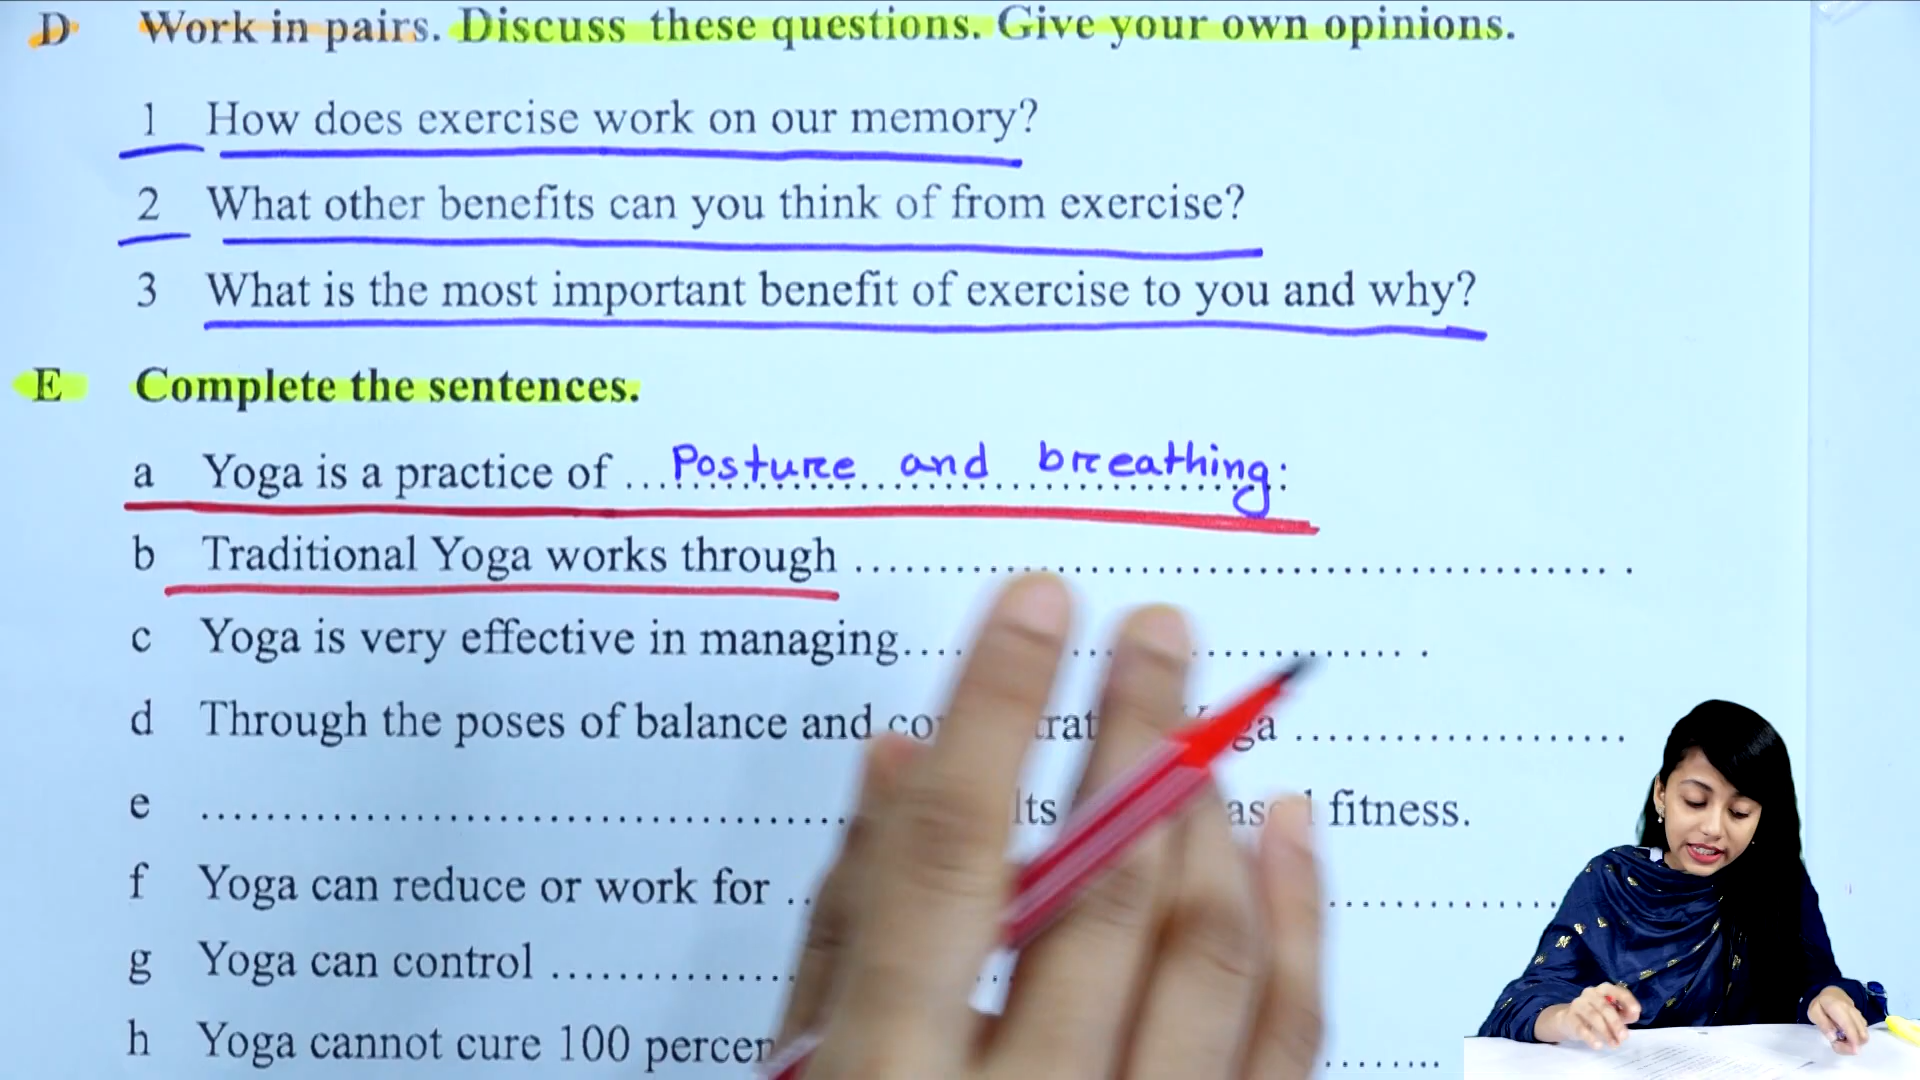 D Work in pairs. Discuss these questions. Give your own opinions.
1 How does exercise work on our memory?
2 What other benefits can you think of from exercise?
3 What is the most important benefit of exercise to you and why?
E Complete the sentences.
a Yoga is a practice of ... Posture and breathing.
b Traditional Yoga works through ..........
c Yoga is very effective in managing..........
d Through the poses of balance and ..........
e .......... fitness.
f Yoga can reduce or work for ..........
g Yoga can control ..........
h Yoga cannot cure 100 ..........